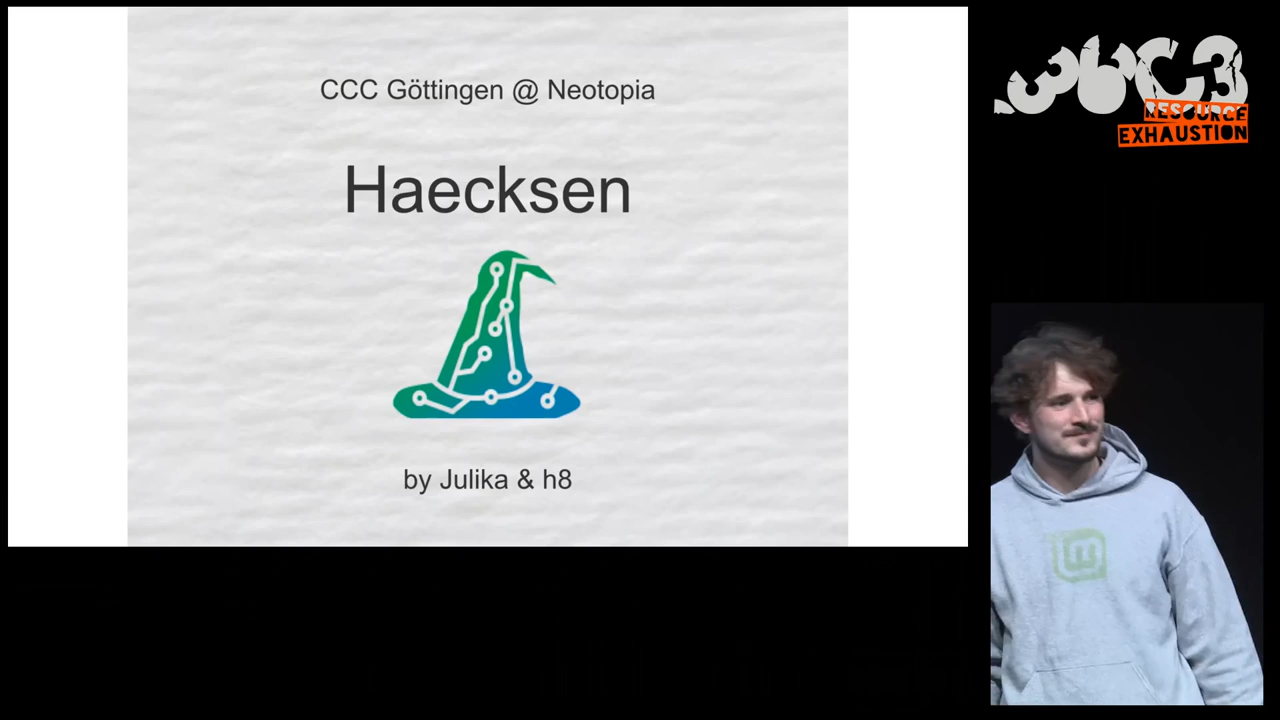 CCC Göttingen @ Neotopia
Haecksen
by Julika & h8
36C3
RESOURCE
EXHAUSTION